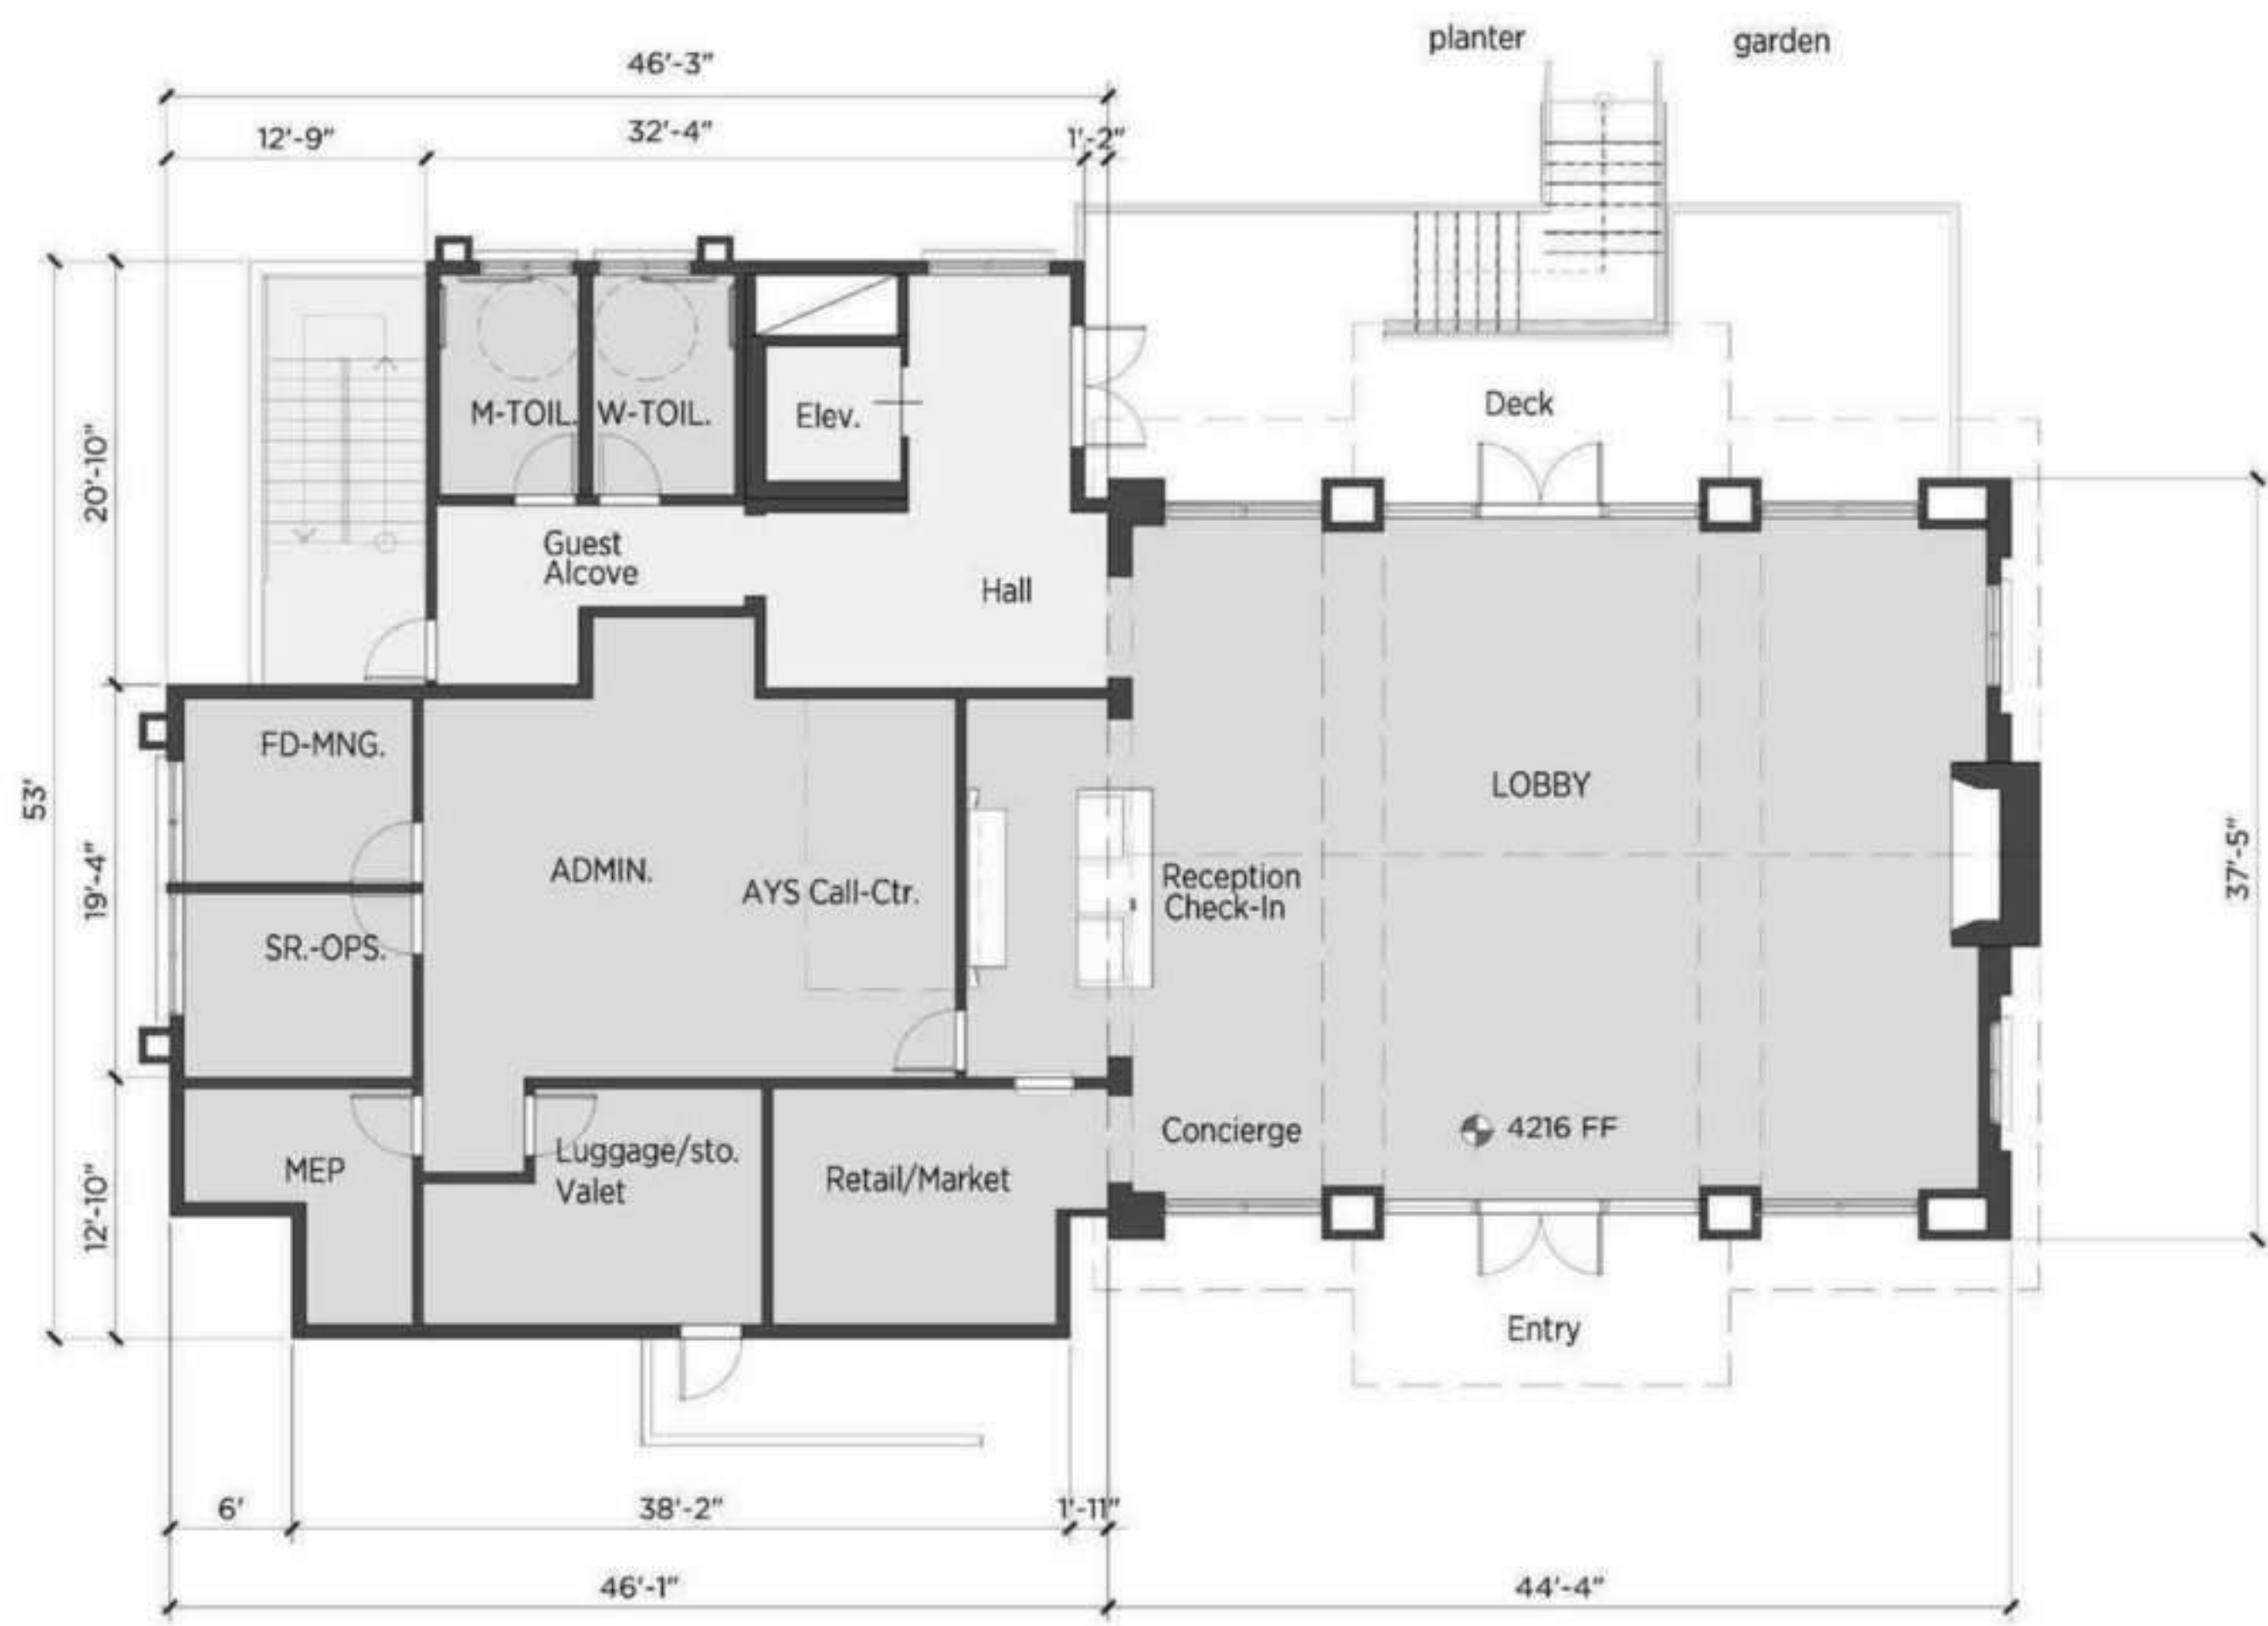 planter
garden
46'-3"
12'-9"
32'-4"
1'-2"
M-TOIL.
W-TOIL.
Elev.
Deck
20'-10"
Guest
Alcove
Hall
FD-MNG.
LOBBY
53'
19'-4"
ADMIN.
AYS Call-Ctr.
Reception
Check-In
37'-5"
SR.-OPS.
Concierge
4216 FF
MEP
Luggage/sto.
Valet
Retail/Market
12'-10"
Entry
6'
38'-2"
1'-11"
46'-1"
44'-4"